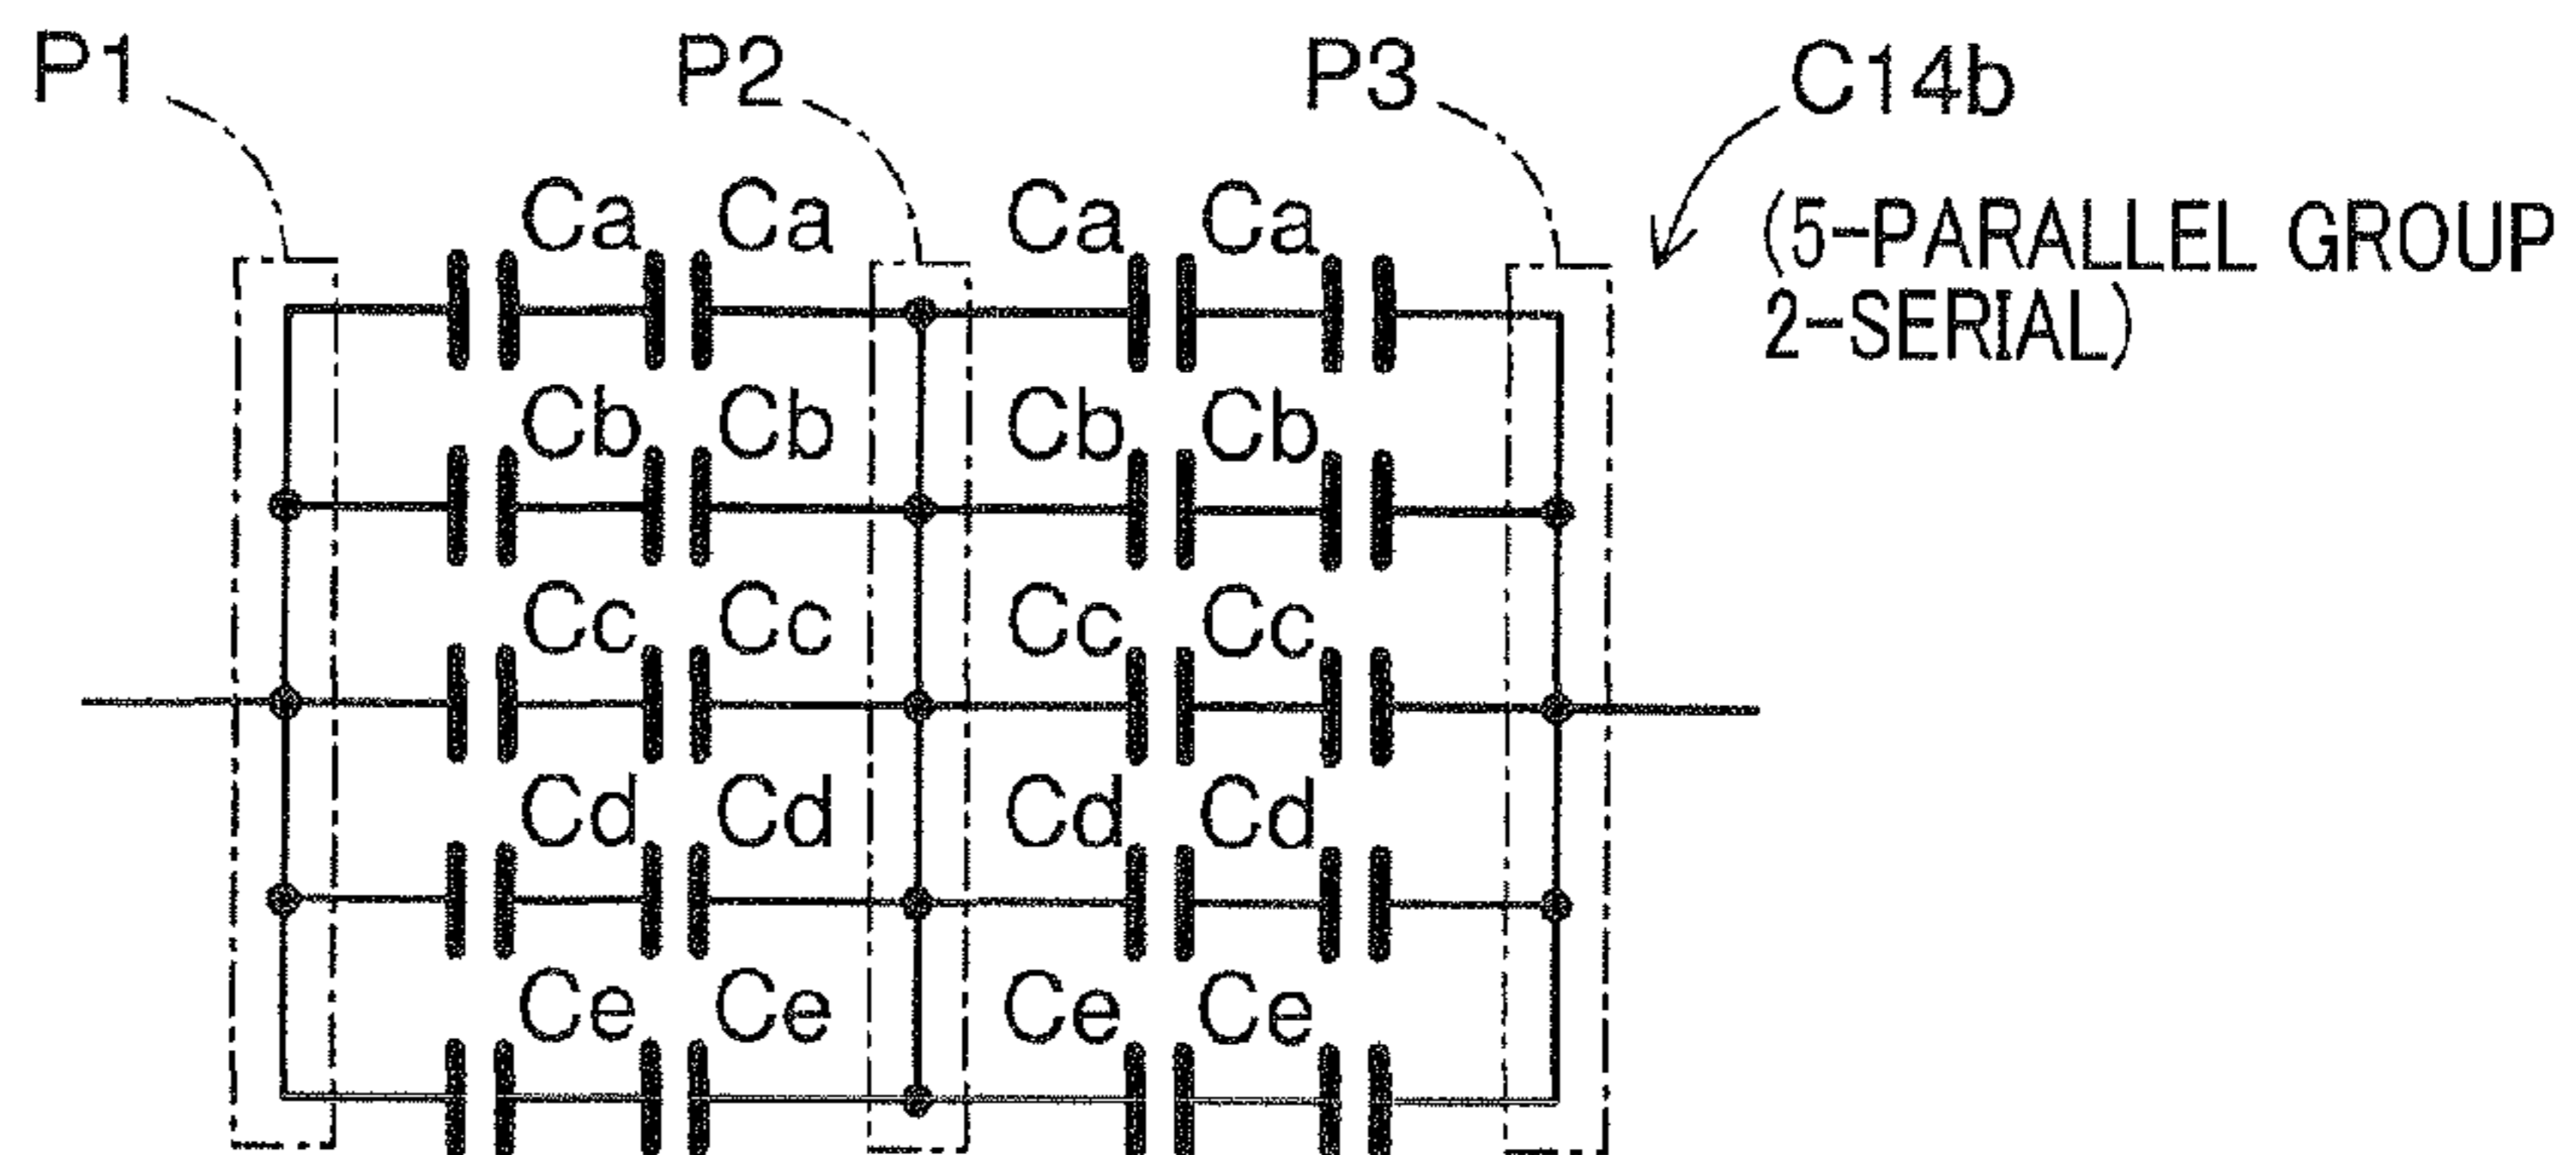 P1 P2 P3 C14b
(5-PARALLEL GROUP
2-SERIAL)
Ca Ca Ca Ca
Cb Cb Cb Cb
Cc Cc Cc Cc
Cd Cd Cd Cd
Ce Ce Ce Ce